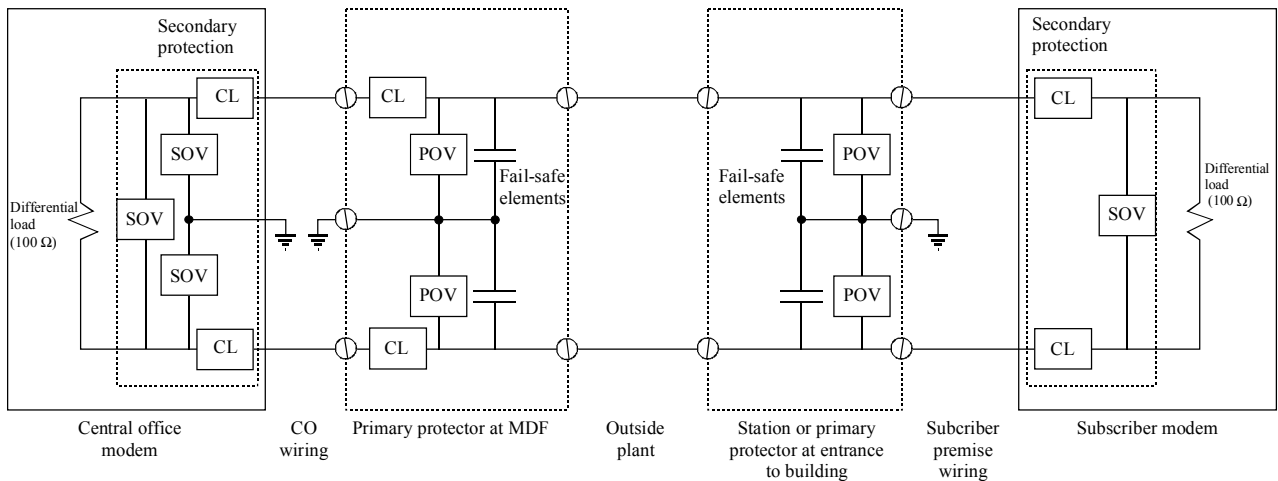 Secondary
protection
CL
SOV
SOV
SOV
CL
Differential
load
(100 Ω)
Central office
modem
CO
wiring
CL
POV
Fail-safe
elements
POV
CL
Primary protector at MDF
Outside
plant
Fail-safe
elements
POV
POV
Station or primary
protector at entrance
to building
Subcriber
premise
wiring
Secondary
protection
CL
SOV
CL
Differential
load
(100 Ω)
Subscriber modem